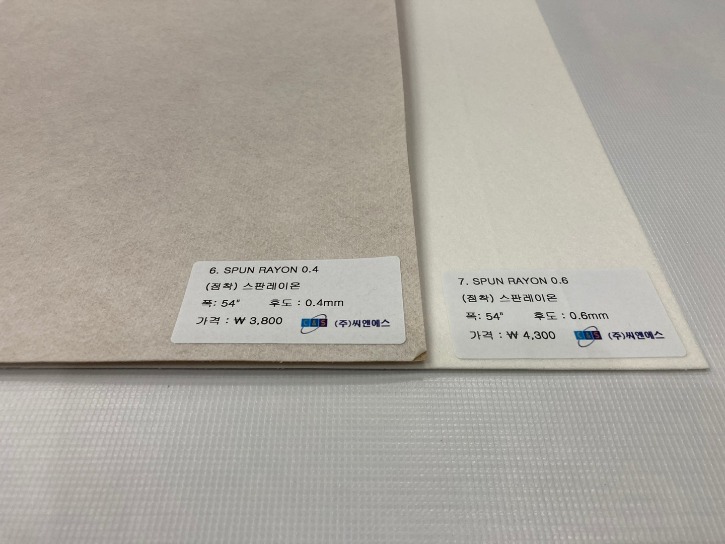 6. SPUN RAYON 0.4
(점착) 스판레이온
폭: 54" 후도 : 0.4mm
가격 : ₩ 3,800 C&S (주)씨앤에스
7. SPUN RAYON 0.6
(점착) 스판레이온
폭: 54" 후도 : 0.6mm
가격 : ₩ 4,300 C&S (주)씨앤에스